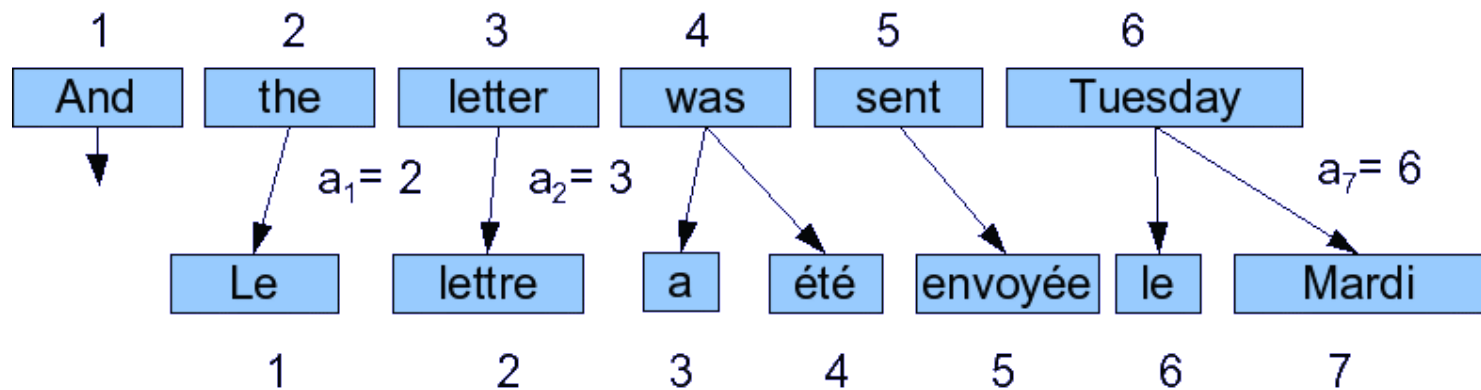 1 2 3 4 5 6
And the letter was sent Tuesday
a₁= 2 a₂= 3 a₇= 6
Le lettre a été envoyée le Mardi
1 2 3 4 5 6 7